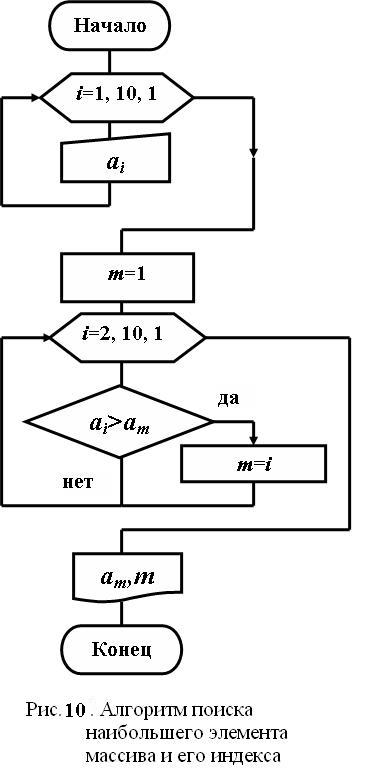 Начало
i=1, 10, 1
aᵢ
m=1
i=2, 10, 1
да
aᵢ>aₘ
m=i
нет
aₘ,m
Конец
Рис.10 . Алгоритм поиска
наибольшего элемента
массива и его индекса